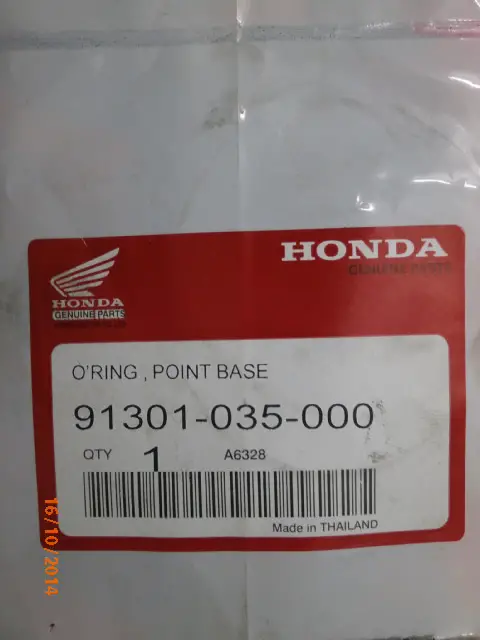 HONDA
GENUINE PARTS
HONDA
GENUINE PARTS
O'RING , POINT BASE
91301-035-000
QTY 1 A6328
Made in THAILAND
16/10/2014